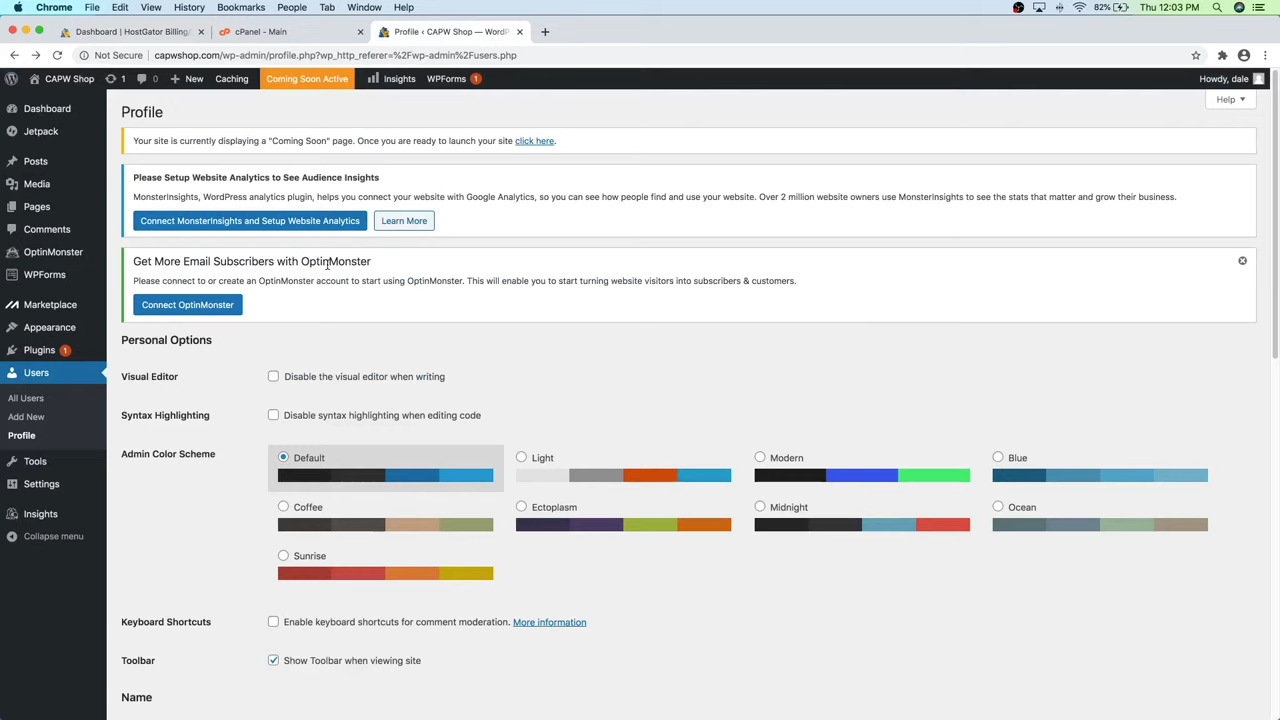 Chrome File Edit View History Bookmarks People Tab Window Help 82% Thu 12:03 PM
Dashboard | HostGator Billing/ cPanel - Main Profile ‹ CAPW Shop — WordP
Not Secure capwshop.com/wp-admin/profile.php?wp_http_referer=%2Fwp-admin%2Fusers.php
CAPW Shop 1 0 New Caching Coming Soon Active Insights WPForms 1 Howdy, dale
Help
Dashboard
Jetpack
Posts
Media
Pages
Comments
OptinMonster
WPForms
Marketplace
Appearance
Plugins 1
Users
All Users
Add New
Profile
Tools
Settings
Insights
Collapse menu
Profile
Your site is currently displaying a "Coming Soon" page. Once you are ready to launch your site click here.
Please Setup Website Analytics to See Audience Insights
MonsterInsights, WordPress analytics plugin, helps you connect your website with Google Analytics, so you can see how people find and use your website. Over 2 million website owners use MonsterInsights to see the stats that matter and grow their business.
Connect MonsterInsights and Setup Website Analytics Learn More
Get More Email Subscribers with OptinMonster
Please connect to or create an OptinMonster account to start using OptinMonster. This will enable you to start turning website visitors into subscribers & customers.
Connect OptinMonster
Personal Options
Visual Editor Disable the visual editor when writing
Syntax Highlighting Disable syntax highlighting when editing code
Admin Color Scheme Default Light Modern Blue
Coffee Ectoplasm Midnight Ocean
Sunrise
Keyboard Shortcuts Enable keyboard shortcuts for comment moderation. More information
Toolbar Show Toolbar when viewing site
Name